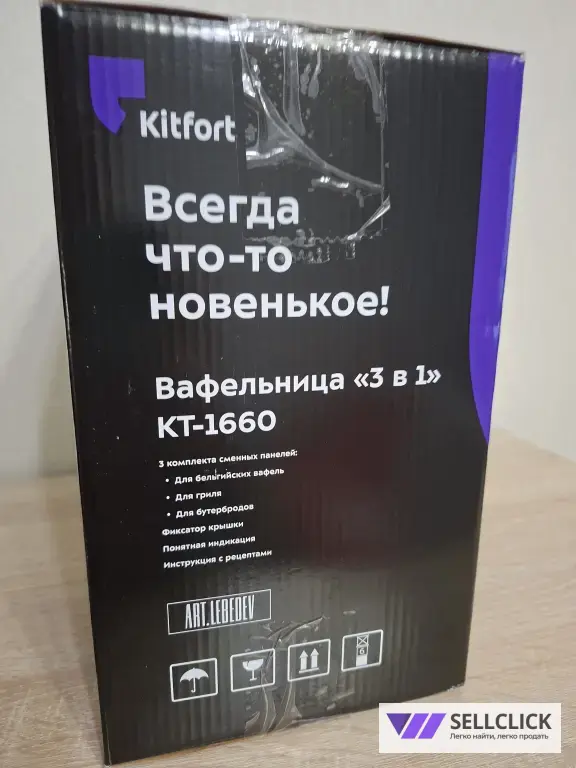 Kitfort
Всегда
что-то
новенькое!
Вафельница «3 в 1»
КТ-1660
3 комплекта сменных панелей:
• Для бельгийских вафель
• Для гриля
• Для бутербродов
Фиксатор крышки
Понятная индикация
Инструкция с рецептами
ART.LEBEDEV
6
SELLCLICK
Легко найти, легко продать